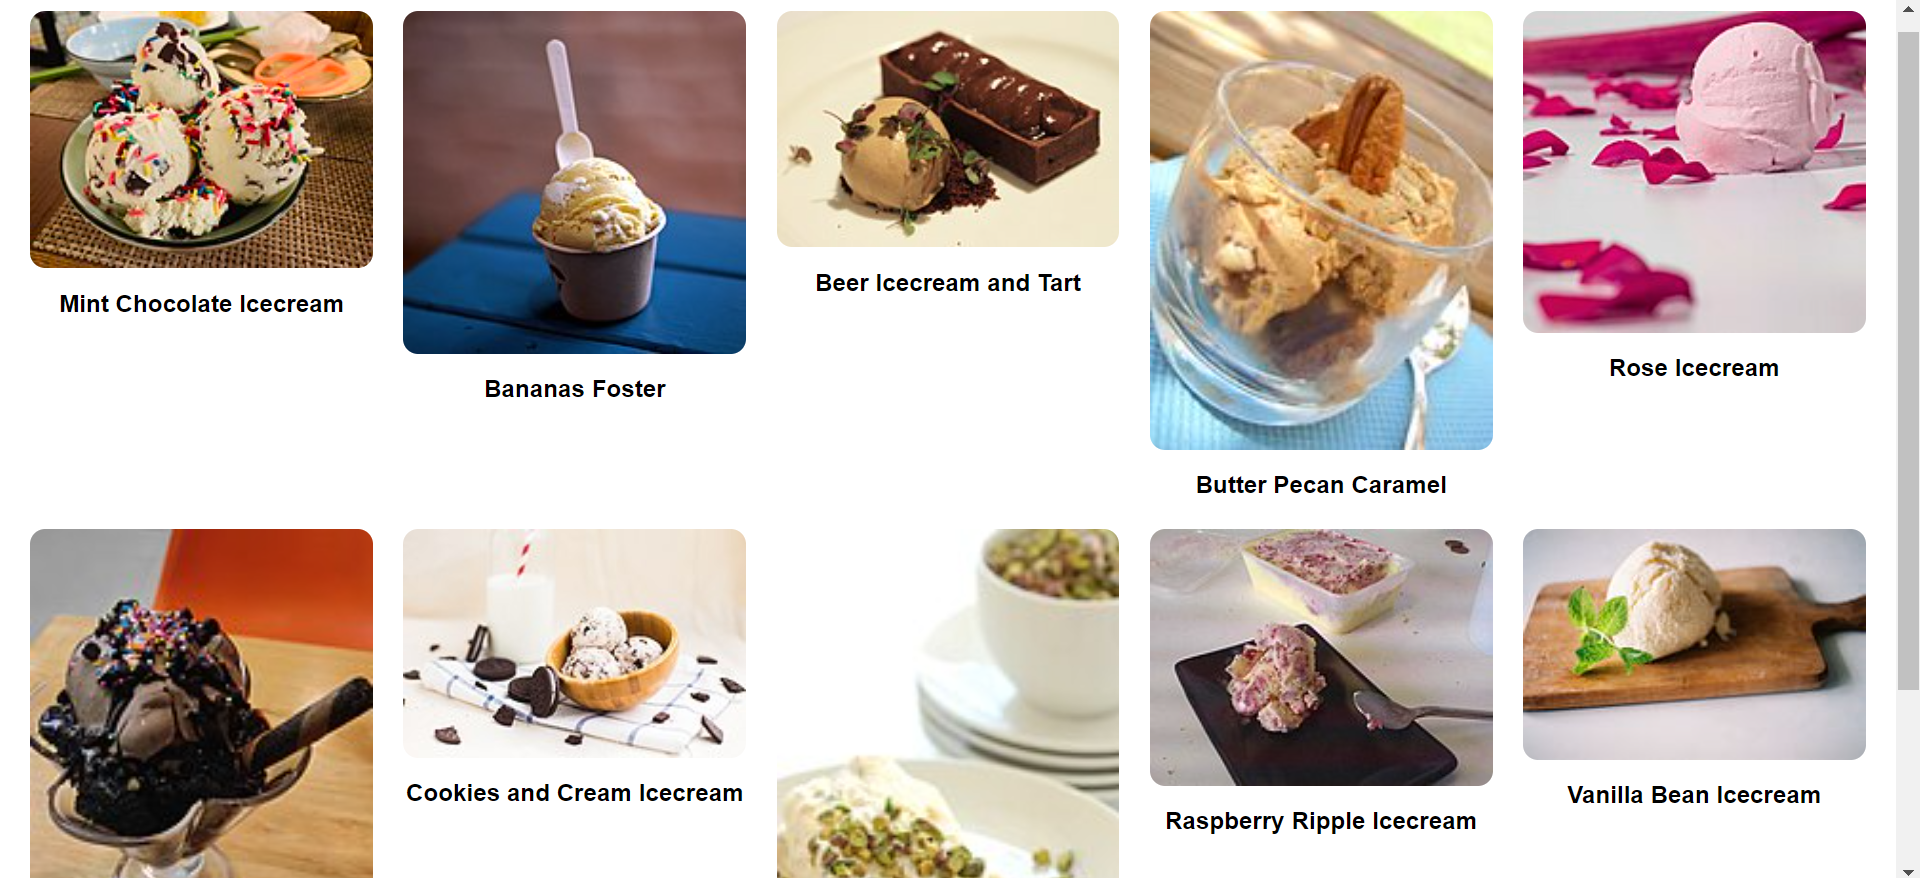 Mint Chocolate Icecream
Bananas Foster
Beer Icecream and Tart
Butter Pecan Caramel
Rose Icecream
Cookies and Cream Icecream
Raspberry Ripple Icecream
Vanilla Bean Icecream